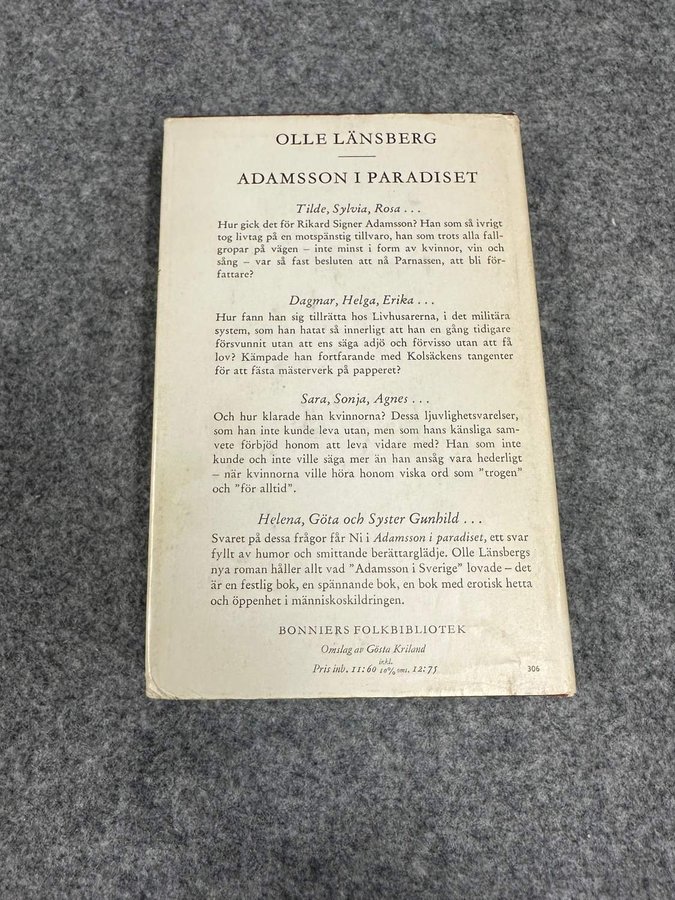 OLLE LÄNSBERG
ADAMSSON I PARADISET
Tilde, Sylvia, Rosa . . .
Hur gick det för Rikard Signer Adamsson? Han som så ivrigt
tog livtag på en motspänstig tillvaro, han som trots alla fall-
gropar på vägen – inte minst i form av kvinnor, vin och
sång – var så fast besluten att nå Parnassen, att bli för-
fattare?
Dagmar, Helga, Erika . . .
Hur fann han sig tillrätta hos Livhusarerna, i det militära
system, som han hatat så innerligt att han en gång tidigare
försvunnit utan att ens säga adjö och förvisso utan att få
lov? Kämpade han fortfarande med Kolsäckens tangenter
för att fästa mästerverk på papperet?
Sara, Sonja, Agnes . . .
Och hur klarade han kvinnorna? Dessa ljuvlighetsvarelser,
som han inte kunde leva utan, men som hans känsliga sam-
vete förbjöd honom att leva vidare med? Han som inte
kunde och inte ville säga mer än han ansåg vara hederligt
– när kvinnorna ville höra honom viska ord som ”trogen”
och ”för alltid”.
Helena, Göta och Syster Gunhild . . .
Svaret på dessa frågor får Ni i Adamsson i paradiset, ett svar
fyllt av humor och smittande berättarglädje. Olle Länsbergs
nya roman håller allt vad ”Adamsson i Sverige” lovade – det
är en festlig bok, en spännande bok, en bok med erotisk hetta
och öppenhet i människoskildringen.
BONNIERS FOLKBIBLIOTEK
Omslag av Gösta Kriland
Pris inb. 11:60 inkl. 10% oms. 12:75
306